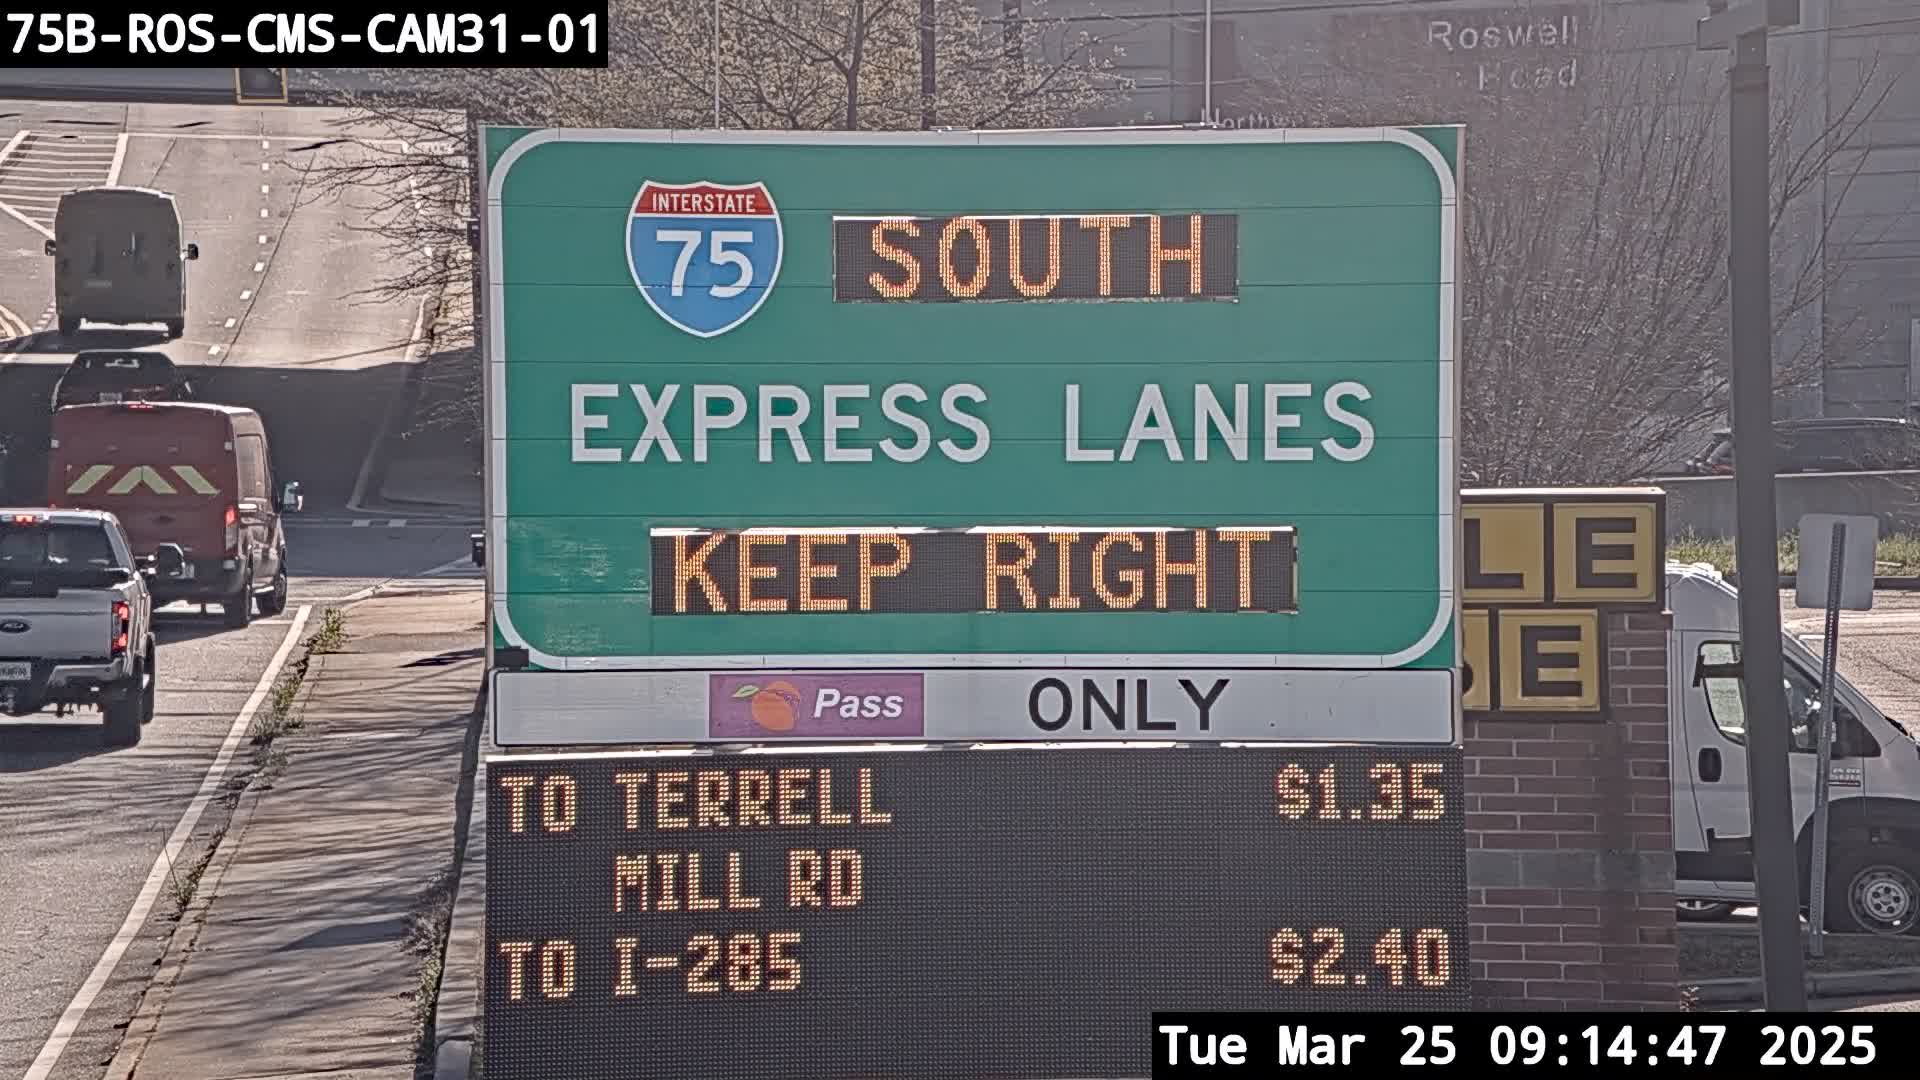 75B-ROS-CMS-CAM31-01
Roswell
Road
INTERSTATE
75
SOUTH
EXPRESS LANES
KEEP RIGHT
LE
E
Pass ONLY
TO TERRELL $1.35
MILL RD
TO I-285 $2.40
Tue Mar 25 09:14:47 2025